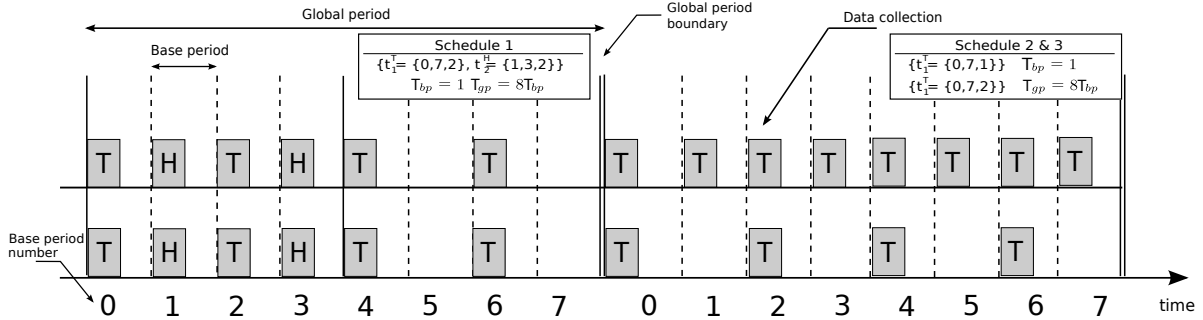 Global period
Global period
boundary
Data collection
Base period
Schedule 1
{t₁ᵀ= {0,7,2}, t₂ᴴ= {1,3,2}}
T_bp = 1 T_gp = 8T_bp
Schedule 2 & 3
{t₁ᵀ= {0,7,1}} T_bp = 1
{t₁ᵀ= {0,7,2}} T_gp = 8T_bp
T H T H T T T T T T T T T T
T H T H T T T T T T
Base period
number
0 1 2 3 4 5 6 7 0 1 2 3 4 5 6 7 time